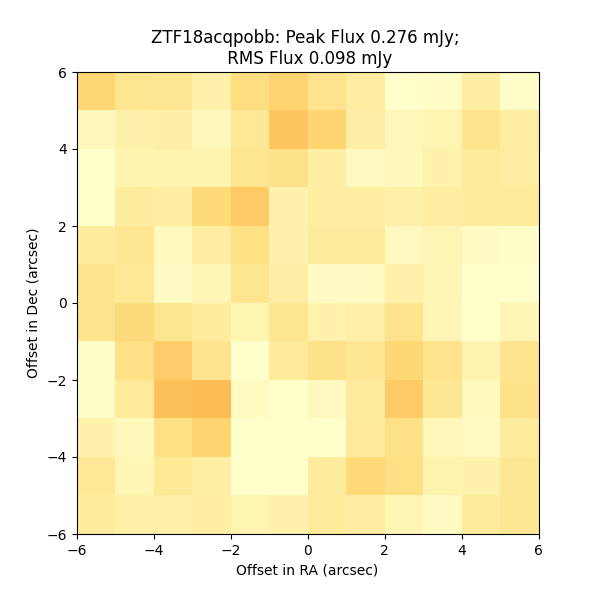 ZTF18acqpobb: Peak Flux 0.276 mJy;
RMS Flux 0.098 mJy
6
4
2
0
−2
−4
−6
Offset in Dec (arcsec)
−6 −4 −2 0 2 4 6
Offset in RA (arcsec)